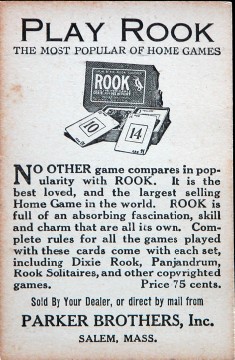 PLAY ROOK
THE MOST POPULAR OF HOME GAMES
ROOK
10
14
NO OTHER game compares in pop-
ularity with ROOK. It is the
best loved, and the largest selling
Home Game in the world. ROOK is
full of an absorbing fascination, skill
and charm that are all its own. Com-
plete rules for all the games played
with these cards come with each set,
including Dixie Rook, Panjandrum,
Rook Solitaires, and other copyrighted
games. Price 75 cents.
Sold By Your Dealer, or direct by mail from
PARKER BROTHERS, Inc.
SALEM, MASS.